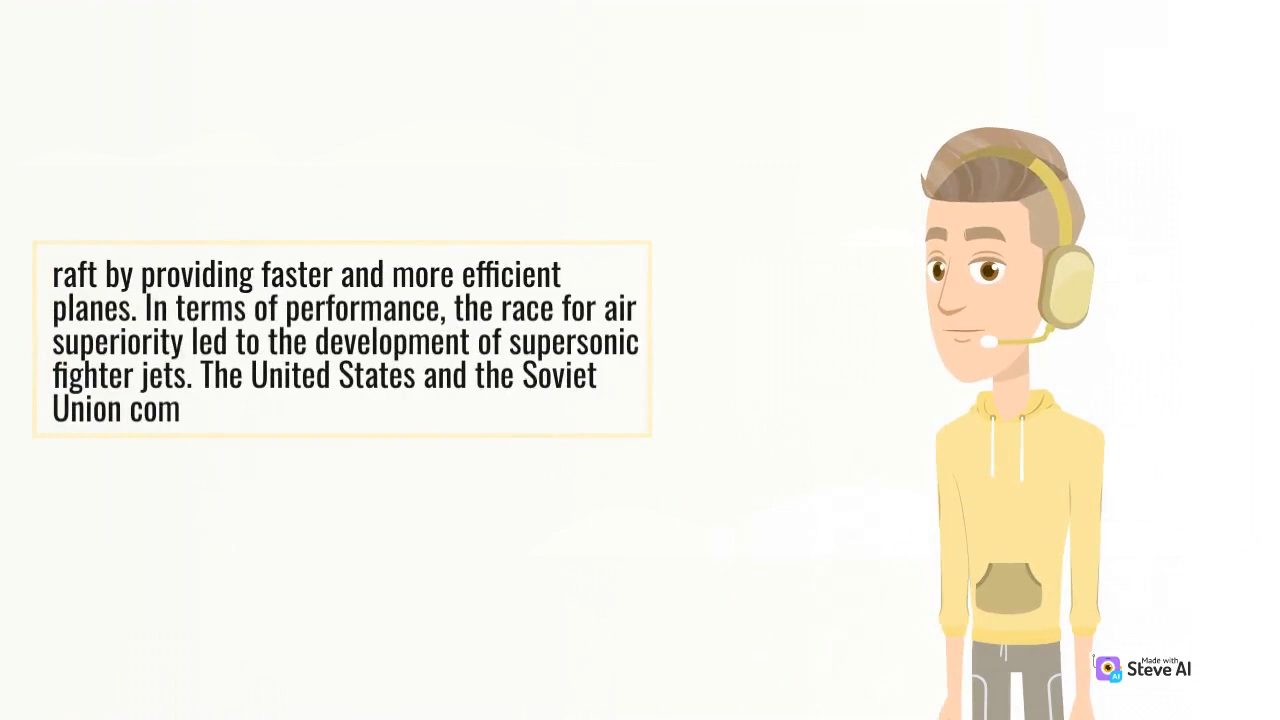 raft by providing faster and more efficient
planes. In terms of performance, the race for air
superiority led to the development of supersonic
fighter jets. The United States and the Soviet
Union com
Made with
Steve AI
AI